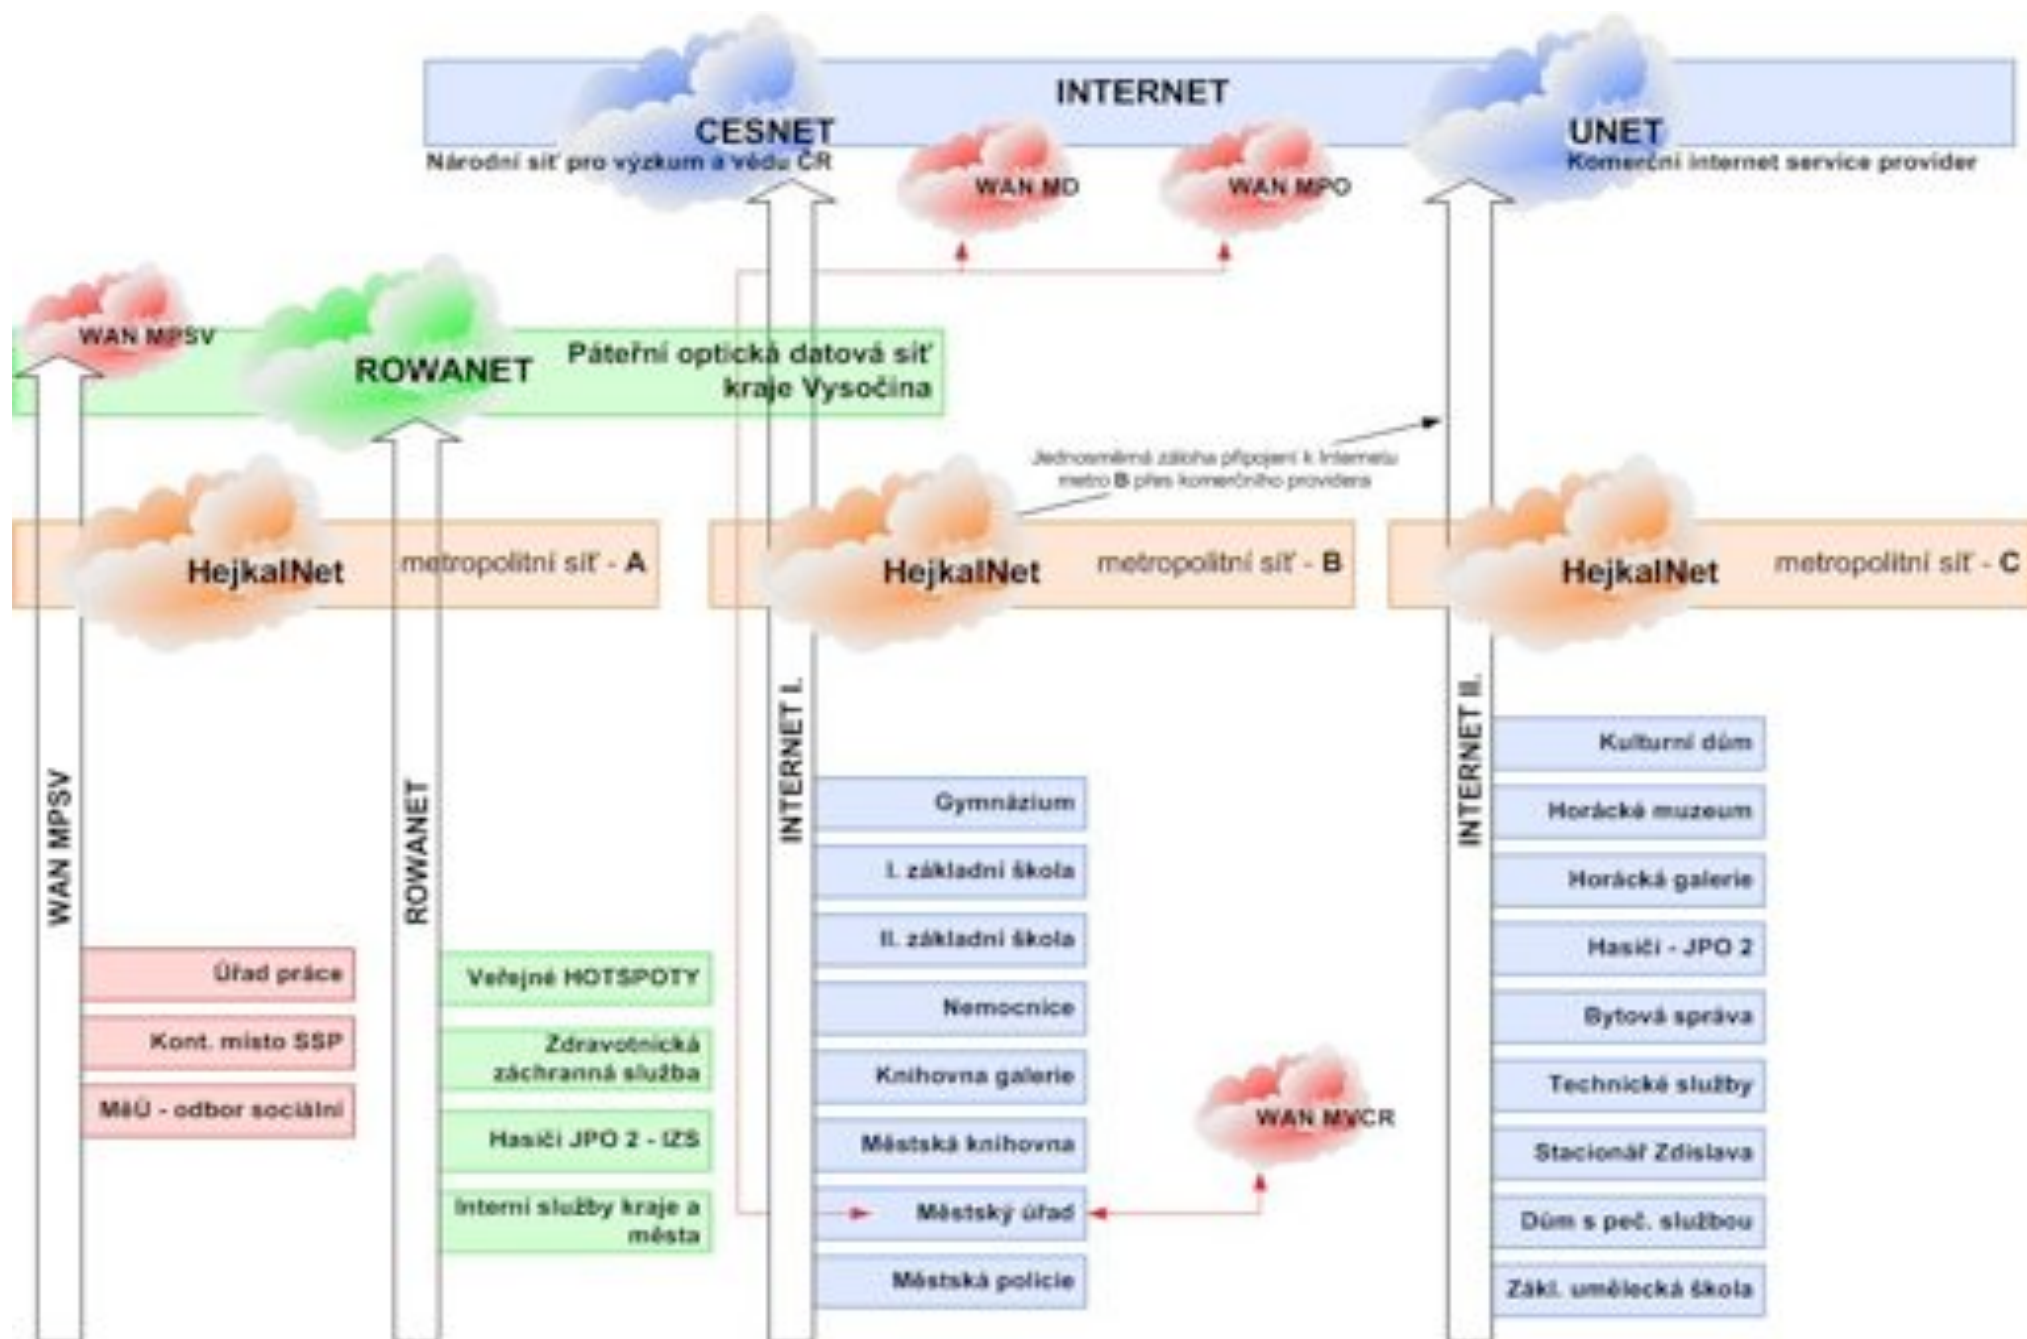 INTERNET
CESNET
Národní síť pro výzkum a vědu ČR
UNET
Komerční internet service provider
WAN MD
WAN MPO
WAN MPSV
ROWANET
Páteřní optická datová síť
kraje Vysočina
Jednosměrná záloha připojení k Internetu
metro B přes komerčního providera
HejkalNet
metropolitní síť - A
HejkalNet
metropolitní síť - B
HejkalNet
metropolitní síť - C
WAN MPSV
Úřad práce
Kont. místo SSP
MěÚ - odbor sociální
ROWANET
Veřejné HOTSPOTY
Zdravotnická
záchranná služba
Hasiči JPO 2 - IZS
Interní služby kraje a
města
INTERNET I.
Gymnázium
I. základní škola
II. základní škola
Nemocnice
Knihovna galerie
Městská knihovna
Městský úřad
Městská policie
WAN MVCR
INTERNET II.
Kulturní dům
Horácké muzeum
Horácká galerie
Hasiči - JPO 2
Bytová správa
Technické služby
Stacionář Zdislava
Dům s peč. službou
Zákl. umělecká škola